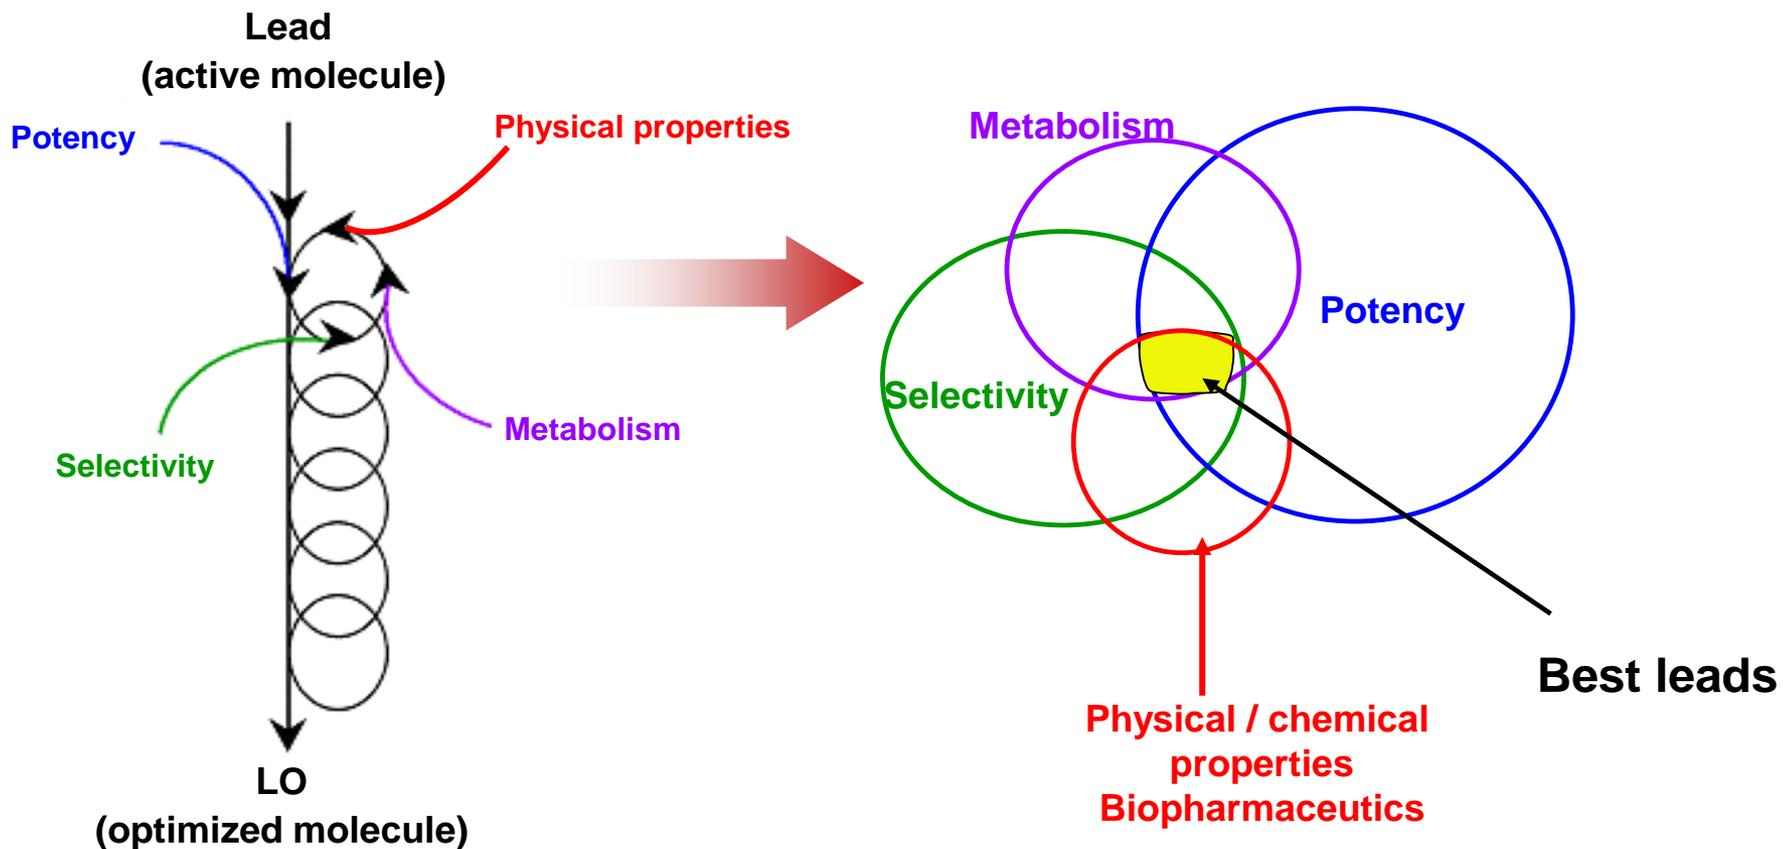 Lead
(active molecule)
Potency
Physical properties
Selectivity
Metabolism
LO
(optimized molecule)
Metabolism
Potency
Selectivity
Best leads
Physical / chemical
properties
Biopharmaceutics